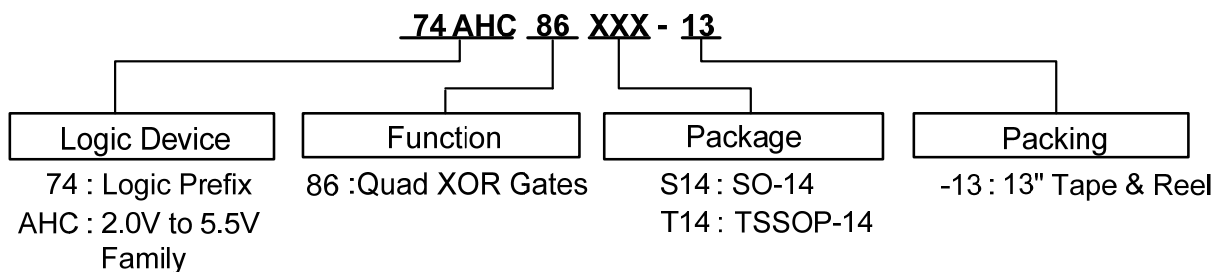 74 AHC 86 XXX - 13
Logic Device
Function
Package
Packing
74 : Logic Prefix
86 :Quad XOR Gates
S14 : SO-14
-13 : 13" Tape & Reel
AHC : 2.0V to 5.5V
T14 : TSSOP-14
Family